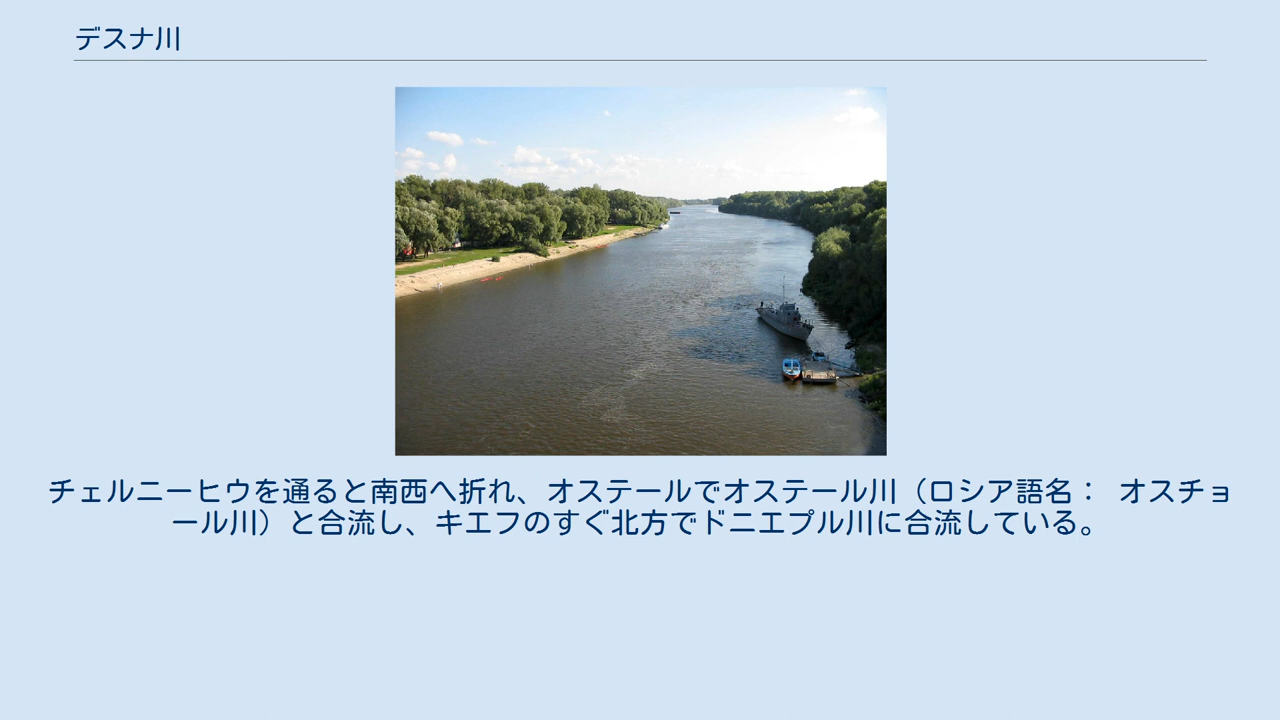 デスナ川
チェルニーヒウを通ると南西へ折れ、オステールでオステール川（ロシア語名： オスチョ
ール川）と合流し、キエフのすぐ北方でドニエプル川に合流している。